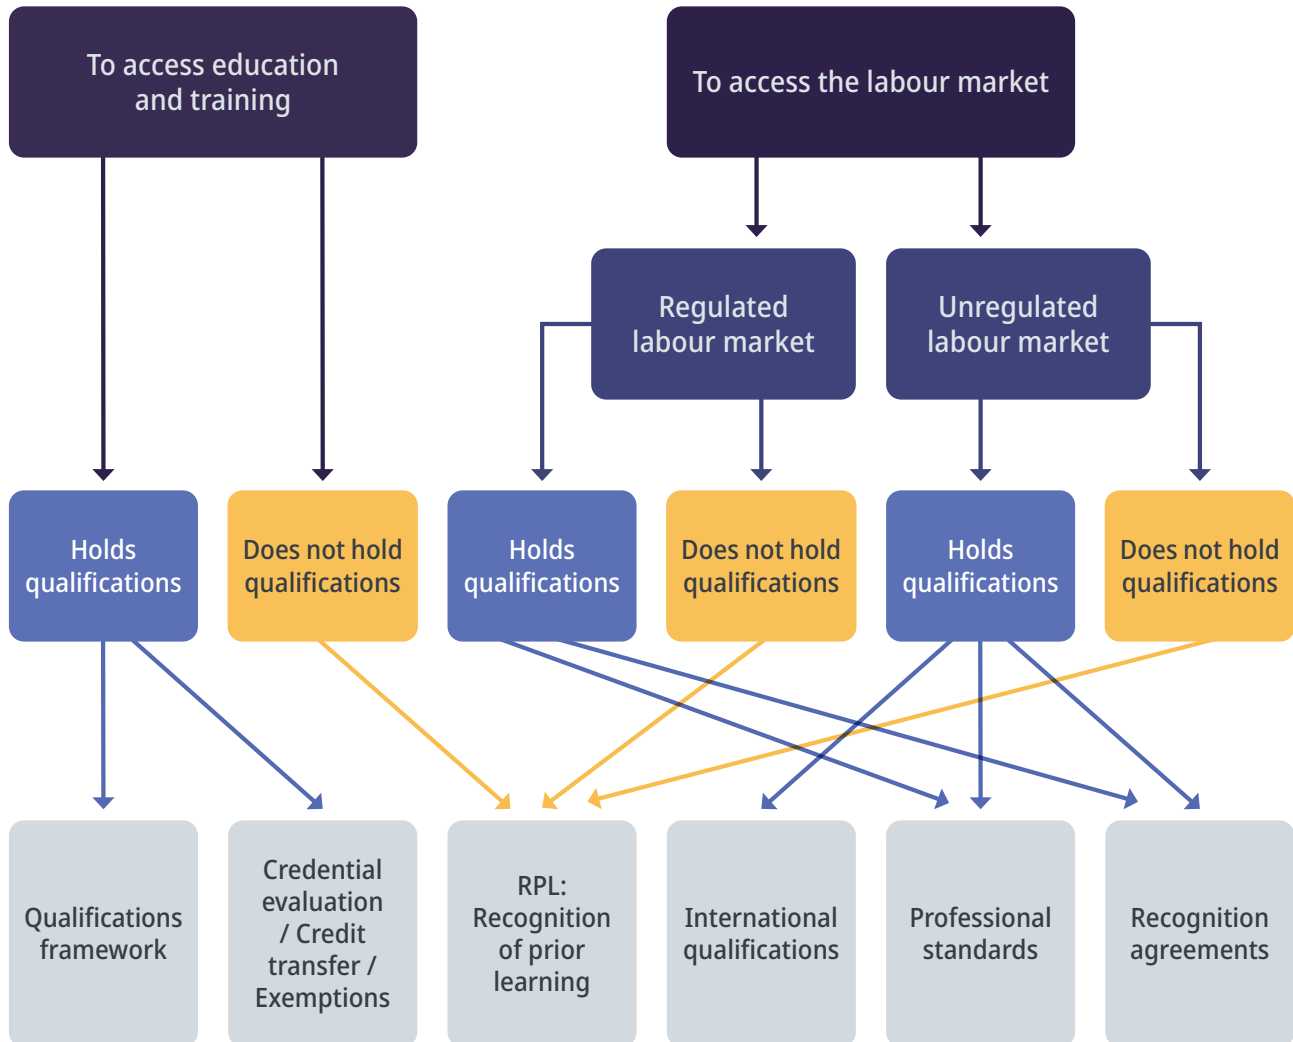 To access education
and training
To access the labour market
Regulated
labour market
Unregulated
labour market
Holds
qualifications
Does not hold
qualifications
Holds
qualifications
Does not hold
qualifications
Holds
qualifications
Does not hold
qualifications
Qualifications
framework
Credential
evaluation
/ Credit
transfer /
Exemptions
RPL:
Recognition
of prior
learning
International
qualifications
Professional
standards
Recognition
agreements